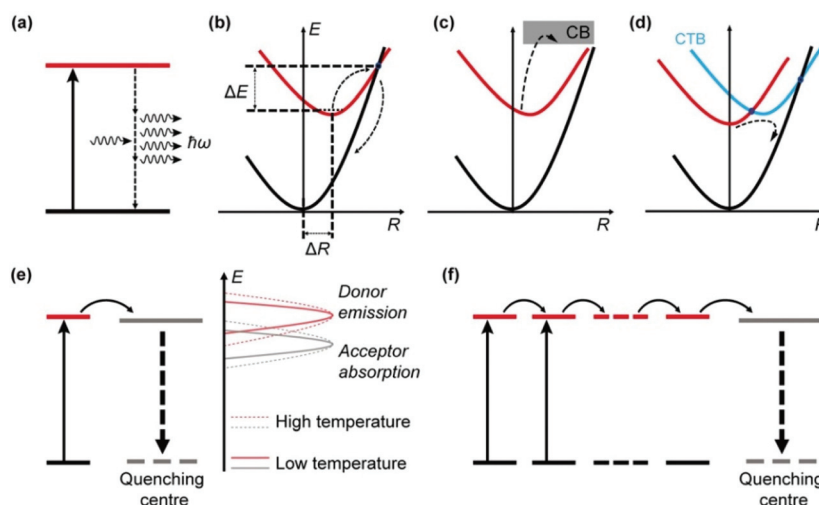 (a)
ħω
(b)
E
ΔE
R
ΔR
(c)
CB
R
(d)
CTB
(e)
Quenching
centre
E
Donor
emission
Acceptor
absorption
High temperature
Low temperature
(f)
Quenching
centre